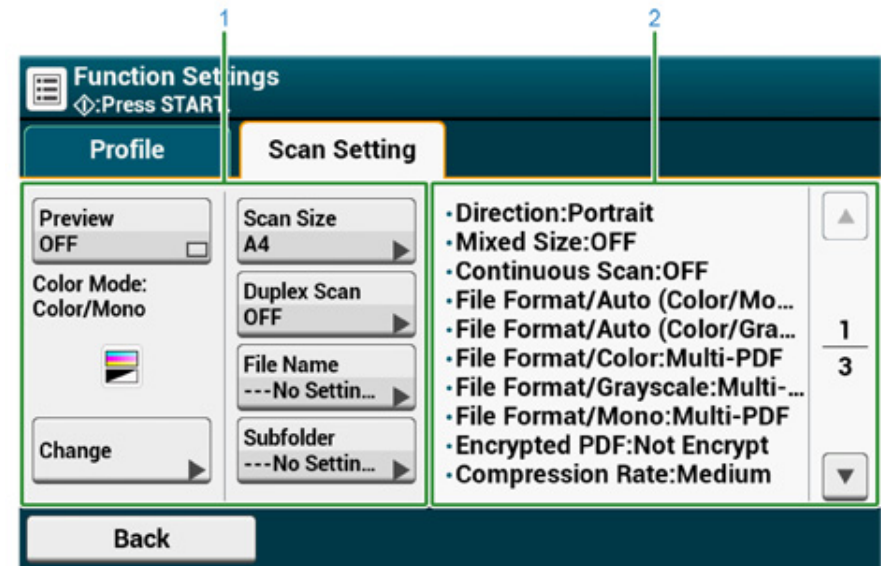 1
2
Function Settings
:Press START.
Profile
Scan Setting
Preview
OFF
Color Mode:
Color/Mono
Change
Scan Size
A4
Duplex Scan
OFF
File Name
---No Settin...
Subfolder
---No Settin...
•Direction:Portrait
•Mixed Size:OFF
•Continuous Scan:OFF
•File Format/Auto (Color/Mo...
•File Format/Auto (Color/Gra...
•File Format/Color:Multi-PDF
•File Format/Grayscale:Multi-...
•File Format/Mono:Multi-PDF
•Encrypted PDF:Not Encrypt
•Compression Rate:Medium
1
3
Back